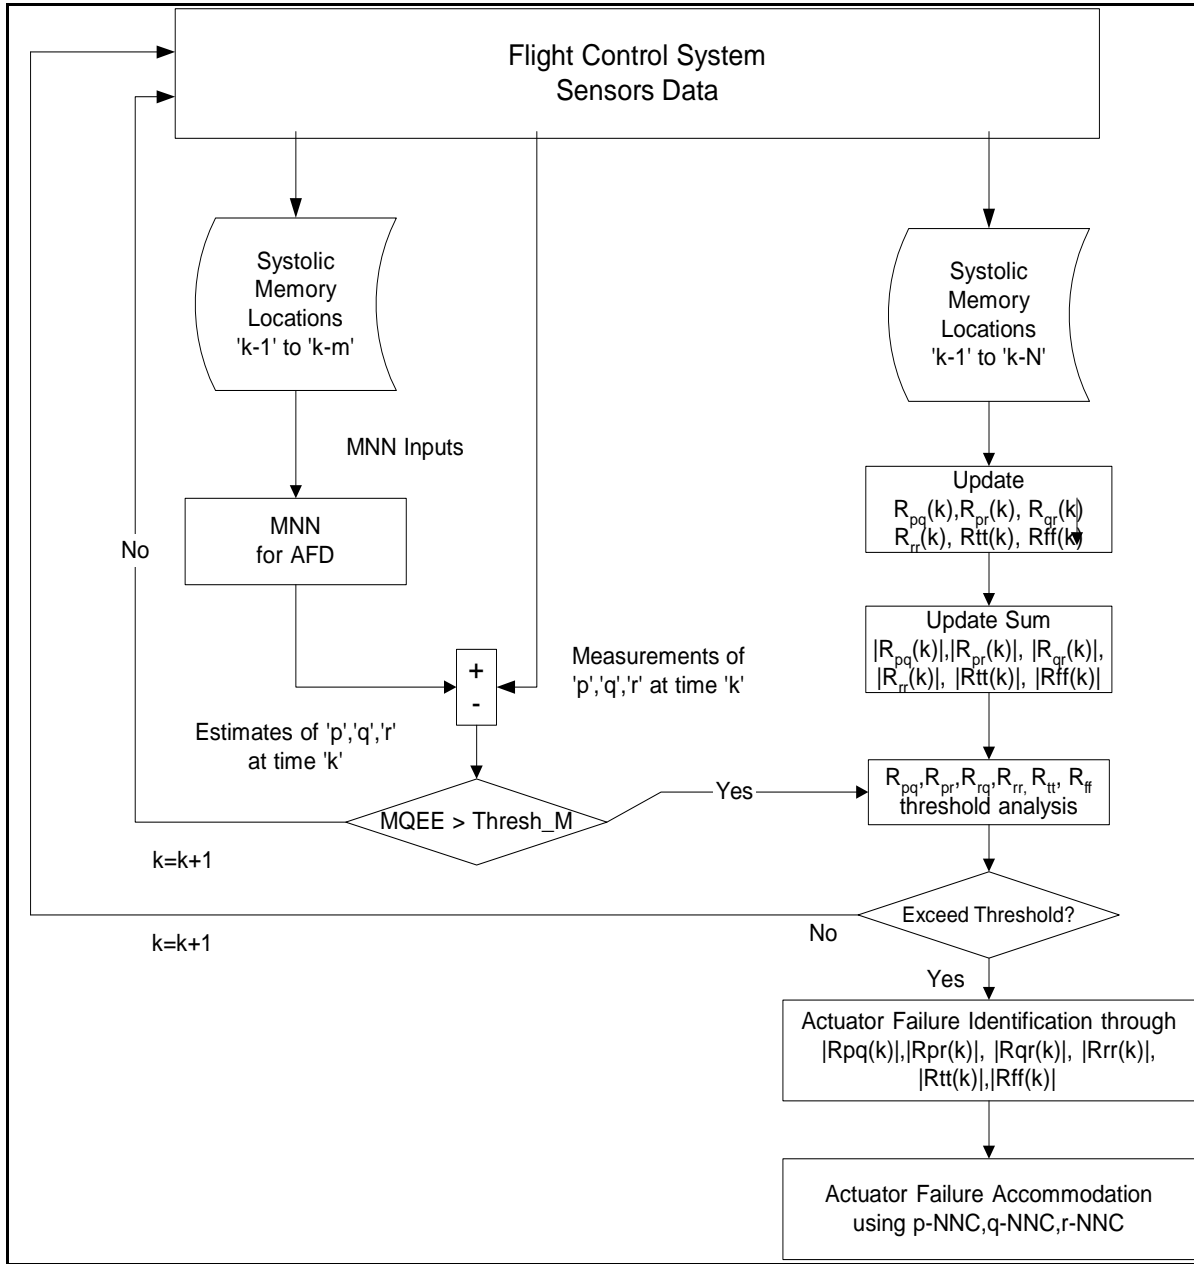 Flight Control System
Sensors Data
Systolic
Memory
Locations
'k-1' to 'k-m'
Systolic
Memory
Locations
'k-1' to 'k-N'
MNN Inputs
MNN
for AFD
No
Update
Rpq(k),Rpr(k), Rqr(k)
Rrr(k), Rtt(k), Rff(k)
Update Sum
|Rpq(k)|,|Rpr(k)|, |Rqr(k)|,
|Rrr(k)|, |Rtt(k)|, |Rff(k)|
+
-
Measurements of
'p','q','r' at time 'k'
Estimates of 'p','q','r'
at time 'k'
MQEE > Thresh_M
Yes
Rpq,Rpr,Rrq,Rrr, Rtt, Rff
threshold analysis
k=k+1
Exceed Threshold?
No
k=k+1
Yes
Actuator Failure Identification through
|Rpq(k)|,|Rpr(k)|, |Rqr(k)|, |Rrr(k)|,
|Rtt(k)|,|Rff(k)|
Actuator Failure Accommodation
using p-NNC,q-NNC,r-NNC